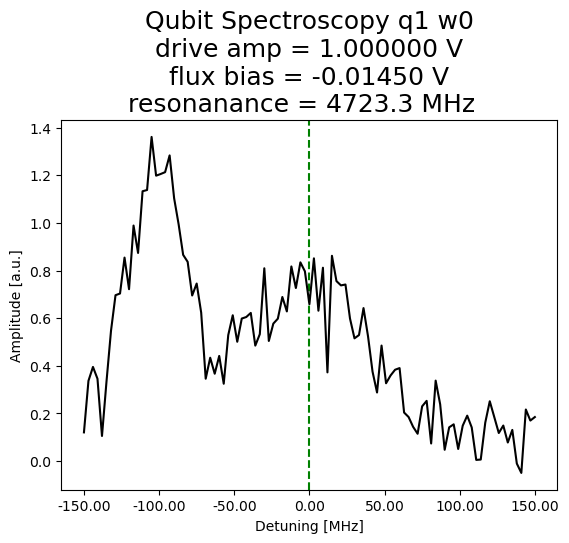 Qubit Spectroscopy q1 w0
drive amp = 1.000000 V
flux bias = -0.01450 V
resonanance = 4723.3 MHz
1.4
1.2
1.0
0.8
0.6
0.4
0.2
0.0
Amplitude [a.u.]
-150.00 -100.00 -50.00 0.00 50.00 100.00 150.00
Detuning [MHz]